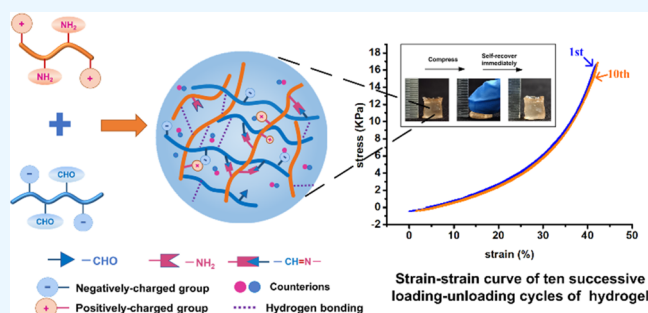 +
NH₂
NH₂
+
−
CHO
CHO
−
−CHO
−NH₂
−CH=N−
− Negatively-charged group
Counterions
+ Positively-charged group
Hydrogen bonding
Compress
Self-recover
immediately
1st
10th
stress (KPa)
18
16
14
12
10
8
6
4
2
0
-2
0
10
20
30
40
50
strain (%)
Strain-strain curve of ten successive
loading-unloading cycles of hydrogel